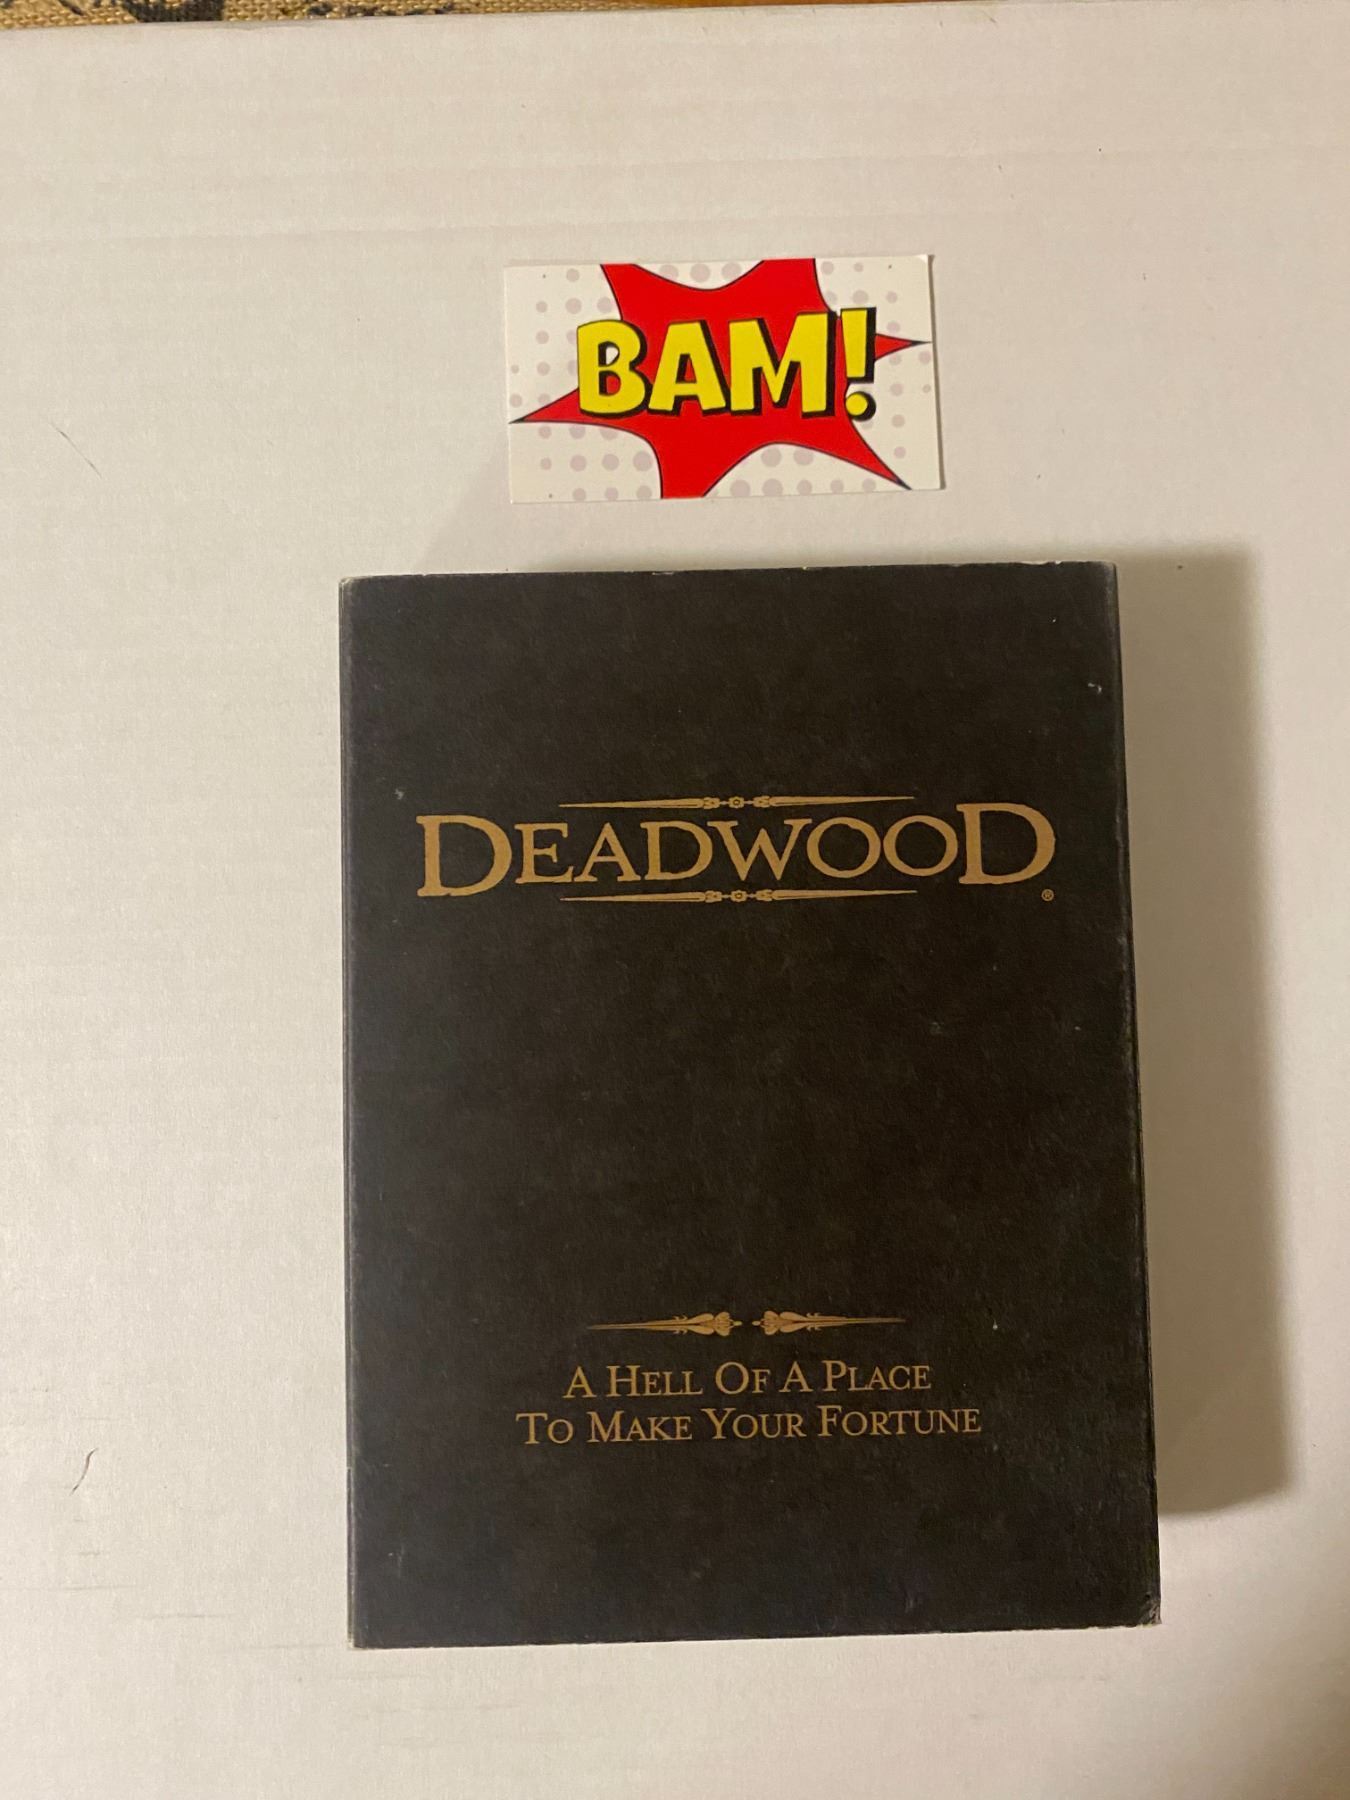 BAM!
DEADWOOD®
A HELL OF A PLACE
TO MAKE YOUR FORTUNE